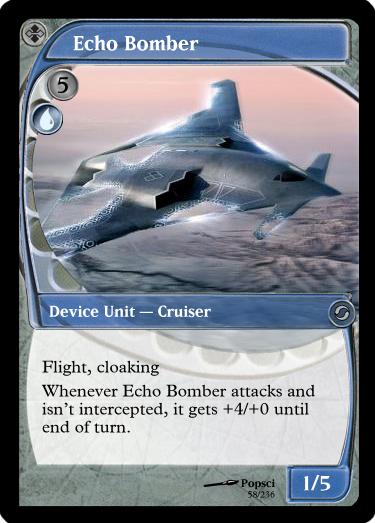 Echo Bomber
5
Device Unit — Cruiser
Flight, cloaking
Whenever Echo Bomber attacks and
isn't intercepted, it gets +4/+0 until
end of turn.
Popsci
58/236
1/5